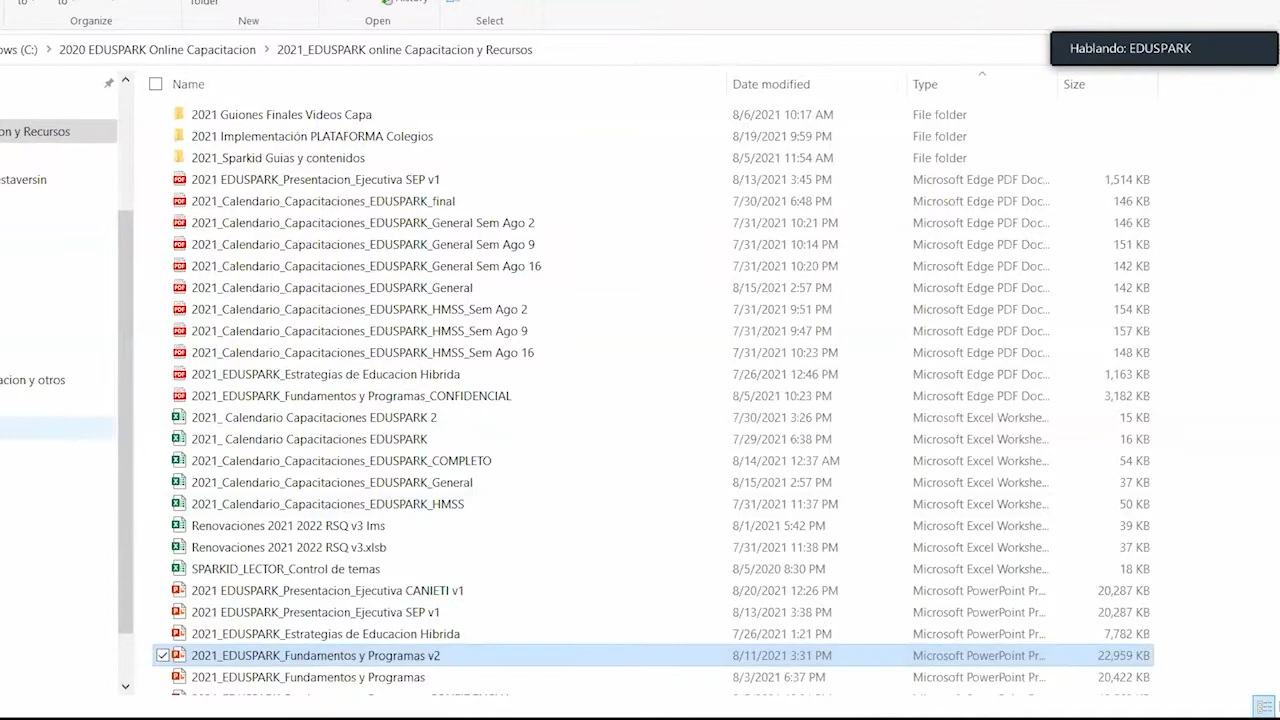 to to folder
Organize New Open Select
ows (C:) > 2020 EDUSPARK Online Capacitacion > 2021_EDUSPARK online Capacitacion y Recursos
Hablando: EDUSPARK
Name Date modified Type Size
on y Recursos
staversin
acion y otros
2021 Guiones Finales Videos Capa 8/6/2021 10:17 AM File folder
2021 Implementación PLATAFORMA Colegios 8/19/2021 9:59 PM File folder
2021_Sparkid Guias y contenidos 8/5/2021 11:54 AM File folder
2021 EDUSPARK_Presentacion_Ejecutiva SEP v1 8/13/2021 3:45 PM Microsoft Edge PDF Doc... 1,514 KB
2021_Calendario_Capacitaciones_EDUSPARK_final 7/30/2021 6:48 PM Microsoft Edge PDF Doc... 146 KB
2021_Calendario_Capacitaciones_EDUSPARK_General Sem Ago 2 7/31/2021 10:21 PM Microsoft Edge PDF Doc... 146 KB
2021_Calendario_Capacitaciones_EDUSPARK_General Sem Ago 9 7/31/2021 10:14 PM Microsoft Edge PDF Doc... 151 KB
2021_Calendario_Capacitaciones_EDUSPARK_General Sem Ago 16 7/31/2021 10:20 PM Microsoft Edge PDF Doc... 142 KB
2021_Calendario_Capacitaciones_EDUSPARK_General 8/15/2021 2:57 PM Microsoft Edge PDF Doc... 142 KB
2021_Calendario_Capacitaciones_EDUSPARK_HMSS_Sem Ago 2 7/31/2021 9:51 PM Microsoft Edge PDF Doc... 154 KB
2021_Calendario_Capacitaciones_EDUSPARK_HMSS_Sem Ago 9 7/31/2021 9:47 PM Microsoft Edge PDF Doc... 157 KB
2021_Calendario_Capacitaciones_EDUSPARK_HMSS_Sem Ago 16 7/31/2021 10:23 PM Microsoft Edge PDF Doc... 148 KB
2021_EDUSPARK_Estrategias de Educacion Hibrida 7/26/2021 12:46 PM Microsoft Edge PDF Doc... 1,163 KB
2021_EDUSPARK_Fundamentos y Programas_CONFIDENCIAL 8/5/2021 10:23 PM Microsoft Edge PDF Doc... 3,182 KB
2021_ Calendario Capacitaciones EDUSPARK 2 7/30/2021 3:26 PM Microsoft Excel Workshe... 15 KB
2021_ Calendario Capacitaciones EDUSPARK 7/29/2021 6:38 PM Microsoft Excel Workshe... 16 KB
2021_Calendario_Capacitaciones_EDUSPARK_COMPLETO 8/14/2021 12:37 AM Microsoft Excel Workshe... 54 KB
2021_Calendario_Capacitaciones_EDUSPARK_General 8/15/2021 2:57 PM Microsoft Excel Workshe... 37 KB
2021_Calendario_Capacitaciones_EDUSPARK_HMSS 7/31/2021 11:37 PM Microsoft Excel Workshe... 50 KB
Renovaciones 2021 2022 RSQ v3 lms 8/1/2021 5:42 PM Microsoft Excel Workshe... 39 KB
Renovaciones 2021 2022 RSQ v3.xlsb 7/31/2021 11:38 PM Microsoft Excel Workshe... 37 KB
SPARKID_LECTOR_Control de temas 8/5/2020 8:30 PM Microsoft Excel Workshe... 18 KB
2021 EDUSPARK_Presentacion_Ejecutiva CANIETI v1 8/20/2021 12:26 PM Microsoft PowerPoint Pr... 20,287 KB
2021 EDUSPARK_Presentacion_Ejecutiva SEP v1 8/13/2021 3:38 PM Microsoft PowerPoint Pr... 20,287 KB
2021_EDUSPARK_Estrategias de Educacion Hibrida 7/26/2021 1:21 PM Microsoft PowerPoint Pr... 7,782 KB
2021_EDUSPARK_Fundamentos y Programas v2 8/11/2021 3:31 PM Microsoft PowerPoint Pr... 22,959 KB
2021_EDUSPARK_Fundamentos y Programas 8/3/2021 6:37 PM Microsoft PowerPoint Pr... 20,422 KB